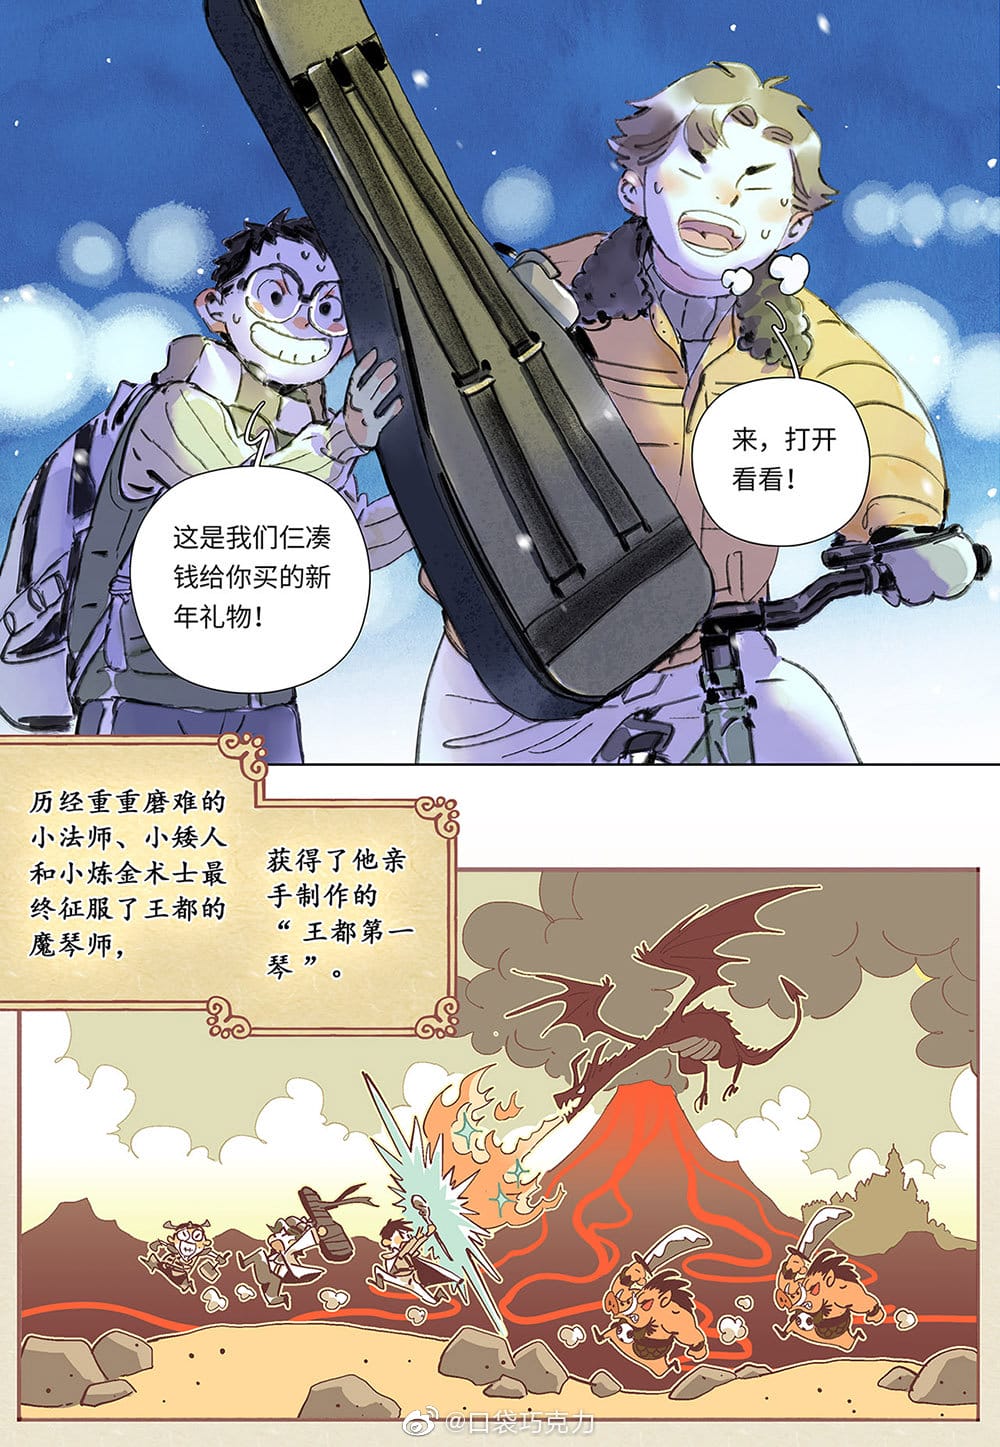 来，打开
看看！
这是我们仨凑
钱给你买的新
年礼物！
历经重重磨难的
小法师、小矮人
和小炼金术士最
终征服了王都的
魔琴师，
获得了他亲
手制作的
“王都第一
琴”。
@口袋巧克力